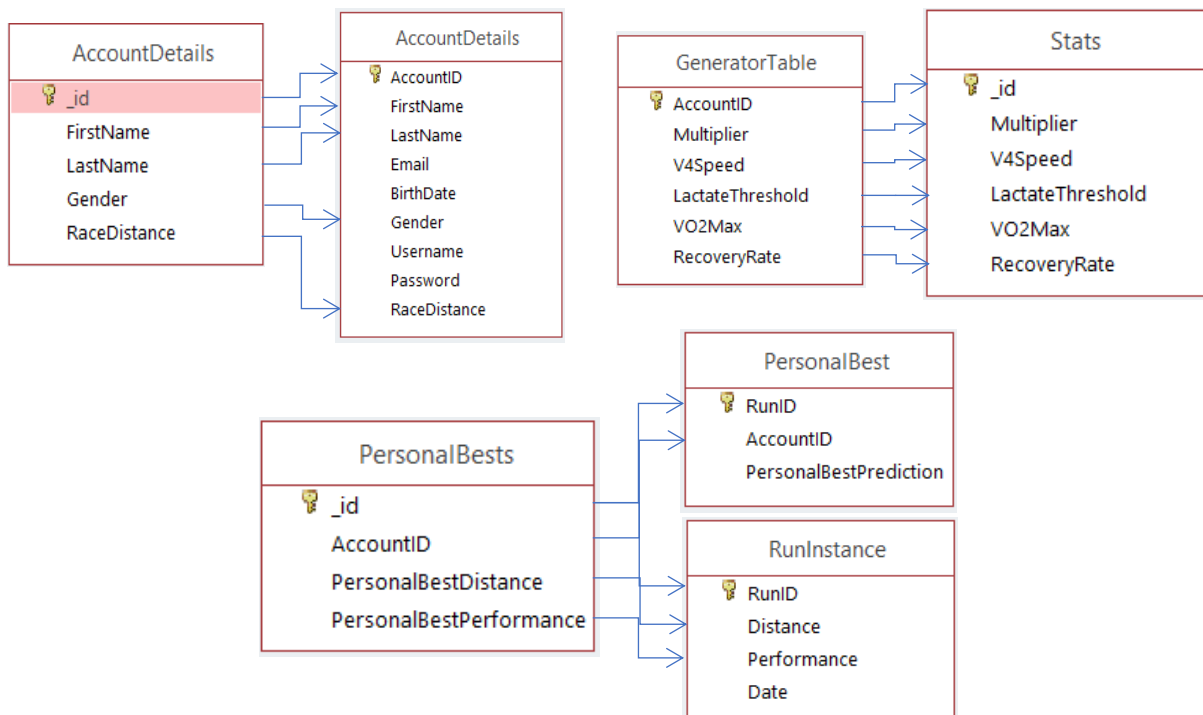 AccountDetails
_id
FirstName
LastName
Gender
RaceDistance
AccountDetails
AccountID
FirstName
LastName
Email
BirthDate
Gender
Username
Password
RaceDistance
GeneratorTable
AccountID
Multiplier
V4Speed
LactateThreshold
VO2Max
RecoveryRate
Stats
_id
Multiplier
V4Speed
LactateThreshold
VO2Max
RecoveryRate
PersonalBests
_id
AccountID
PersonalBestDistance
PersonalBestPerformance
PersonalBest
RunID
AccountID
PersonalBestPrediction
RunInstance
RunID
Distance
Performance
Date